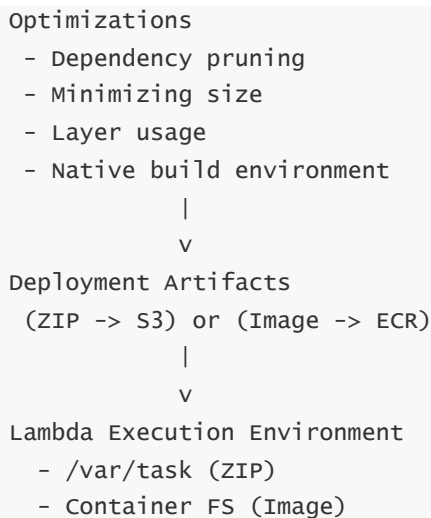 Optimizations
- Dependency pruning
- Minimizing size
- Layer usage
- Native build environment
|
v
Deployment Artifacts
(ZIP -> S3) or (Image -> ECR)
|
v
Lambda Execution Environment
- /var/task (ZIP)
- Container FS (Image)